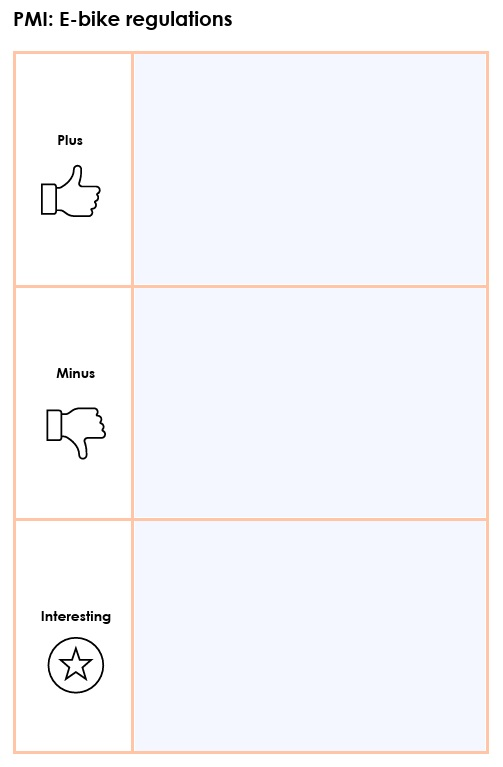 PMI: E-bike regulations
Plus
Minus
Interesting